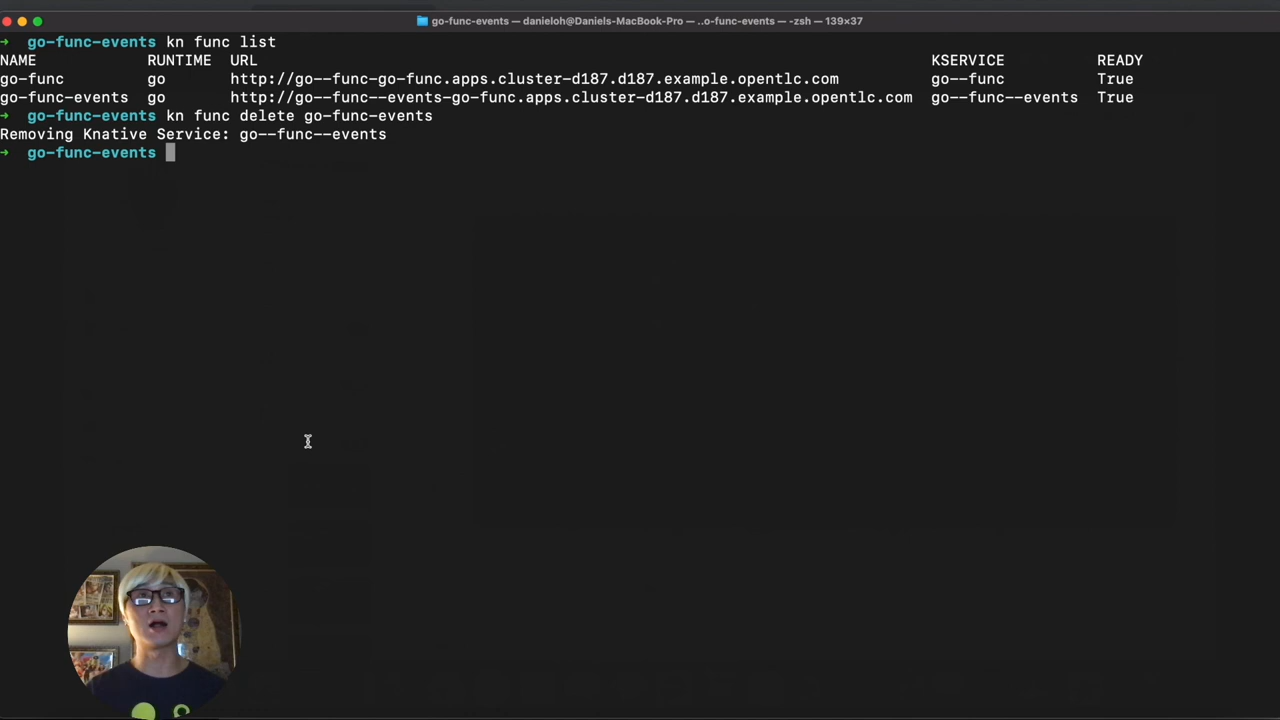 go-func-events — danieloh@Daniels-MacBook-Pro — ..o-func-events — -zsh — 139×37
➜ go-func-events kn func list
NAME RUNTIME URL KSERVICE READY
go-func go http://go--func-go-func.apps.cluster-d187.d187.example.opentlc.com go--func True
go-func-events go http://go--func--events-go-func.apps.cluster-d187.d187.example.opentlc.com go--func--events True
➜ go-func-events kn func delete go-func-events
Removing Knative Service: go--func--events
➜ go-func-events